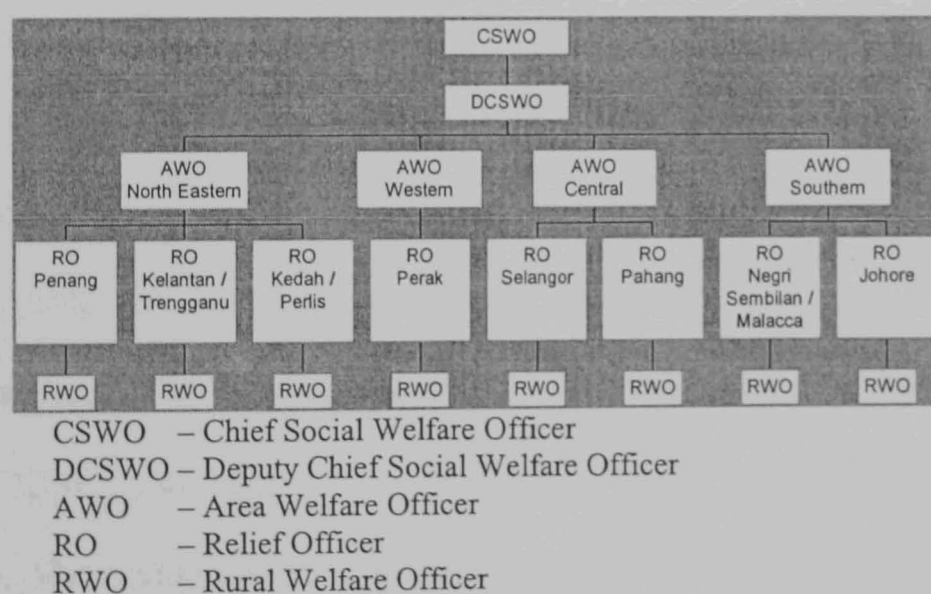 CSWO
DCSWO
AWO
North Eastern
AWO
Western
AWO
Central
AWO
Southern
RO
Penang
RO
Kelantan /
Trengganu
RO
Kedah /
Perlis
RO
Perak
RO
Selangor
RO
Pahang
RO
Negri
Sembilan /
Malacca
RO
Johore
RWO
RWO
RWO
RWO
RWO
RWO
RWO
RWO
CSWO – Chief Social Welfare Officer
DCSWO – Deputy Chief Social Welfare Officer
AWO – Area Welfare Officer
RO – Relief Officer
RWO – Rural Welfare Officer